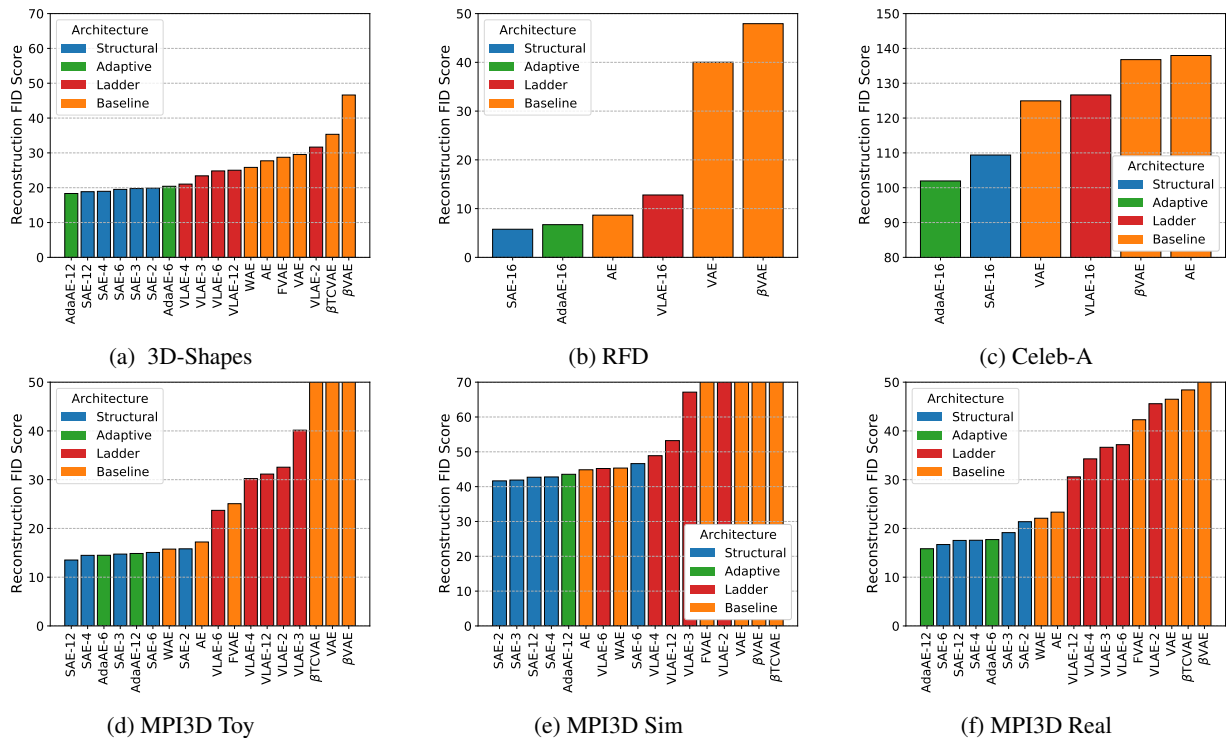 Reconstruction FID Score
70
60
50
40
30
20
10
0
Architecture
Structural
Adaptive
Ladder
Baseline
AdaAE-12
SAE-12
SAE-4
SAE-6
SAE-3
SAE-2
AdaAE-6
VLAE-4
VLAE-3
VLAE-6
VLAE-12
WAE
AE
FVAE
VAE
VLAE-2
βTCVAE
βVAE
(a) 3D-Shapes
Reconstruction FID Score
50
40
30
20
10
0
Architecture
Structural
Adaptive
Ladder
Baseline
SAE-16
AdaAE-16
AE
VLAE-16
VAE
βVAE
(b) RFD
Reconstruction FID Score
150
140
130
120
110
100
90
80
Architecture
Structural
Adaptive
Ladder
Baseline
AdaAE-16
SAE-16
VAE
VLAE-16
βVAE
AE
(c) Celeb-A
Reconstruction FID Score
50
40
30
20
10
0
Architecture
Structural
Adaptive
Ladder
Baseline
SAE-12
SAE-4
AdaAE-6
SAE-3
AdaAE-12
SAE-6
WAE
SAE-2
AE
VLAE-6
FVAE
VLAE-4
VLAE-12
VLAE-2
VLAE-3
βTCVAE
VAE
βVAE
(d) MPI3D Toy
Reconstruction FID Score
70
60
50
40
30
20
10
0
Architecture
Structural
Adaptive
Ladder
Baseline
SAE-2
SAE-3
SAE-12
SAE-4
AdaAE-12
AE
VLAE-6
WAE
SAE-6
VLAE-4
VLAE-12
VLAE-3
FVAE
VLAE-2
VAE
βVAE
βTCVAE
(e) MPI3D Sim
Reconstruction FID Score
50
40
30
20
10
0
Architecture
Structural
Adaptive
Ladder
Baseline
AdaAE-12
SAE-6
SAE-12
SAE-4
AdaAE-6
SAE-3
SAE-2
WAE
AE
VLAE-12
VLAE-4
VLAE-3
VLAE-6
FVAE
VLAE-2
VAE
βTCVAE
βVAE
(f) MPI3D Real